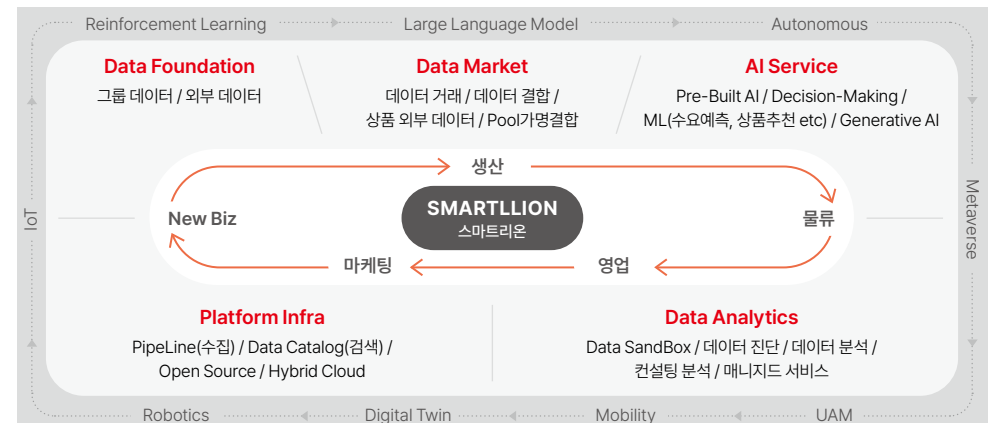 Reinforcement Learning
Large Language Model
Autonomous
Data Foundation
그룹 데이터 / 외부 데이터
Data Market
데이터 거래 / 데이터 결합 /
상품 외부 데이터 / Pool가명결합
AI Service
Pre-Built AI / Decision-Making /
ML(수요예측, 상품추천 etc) / Generative AI
IoT
Metaverse
생산
New Biz
SMARTLLION
스마트리온
물류
마케팅
영업
Platform Infra
PipeLine(수집) / Data Catalog(검색) /
Open Source / Hybrid Cloud
Data Analytics
Data SandBox / 데이터 진단 / 데이터 분석 /
컨설팅 분석 / 매니지드 서비스
Robotics
Digital Twin
Mobility
UAM